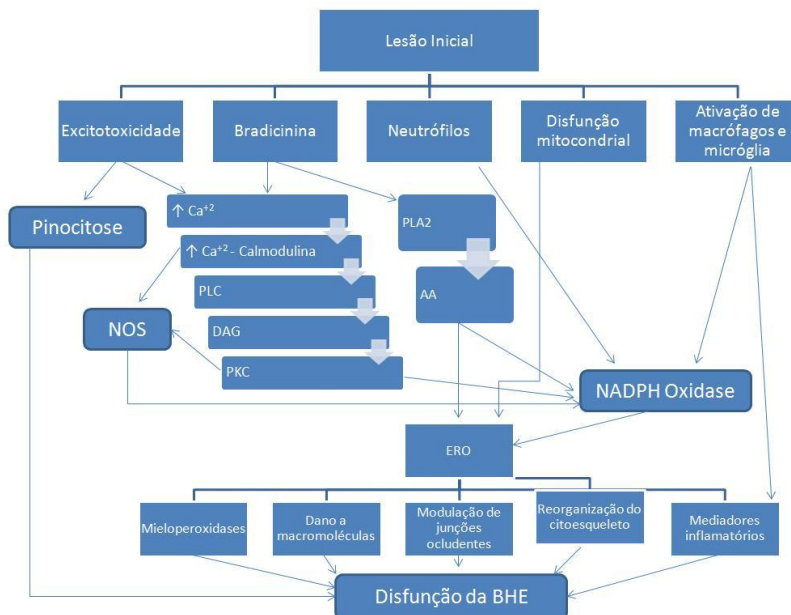 Lesão Inicial
Excitotoxicidade
Bradicinina
Neutrófilos
Disfunção
mitocondrial
Ativação de
macrófagos e
micróglia
Pinocitose
↑ Ca⁺²
PLA2
↑ Ca⁺² - Calmodulina
PLC
AA
NOS
DAG
PKC
NADPH Oxidase
ERO
Mieloperoxidases
Dano a
macromoléculas
Modulação de
junções
ocludentes
Reorganização do
citoesqueleto
Mediadores
inflamatórios
Disfunção da BHE